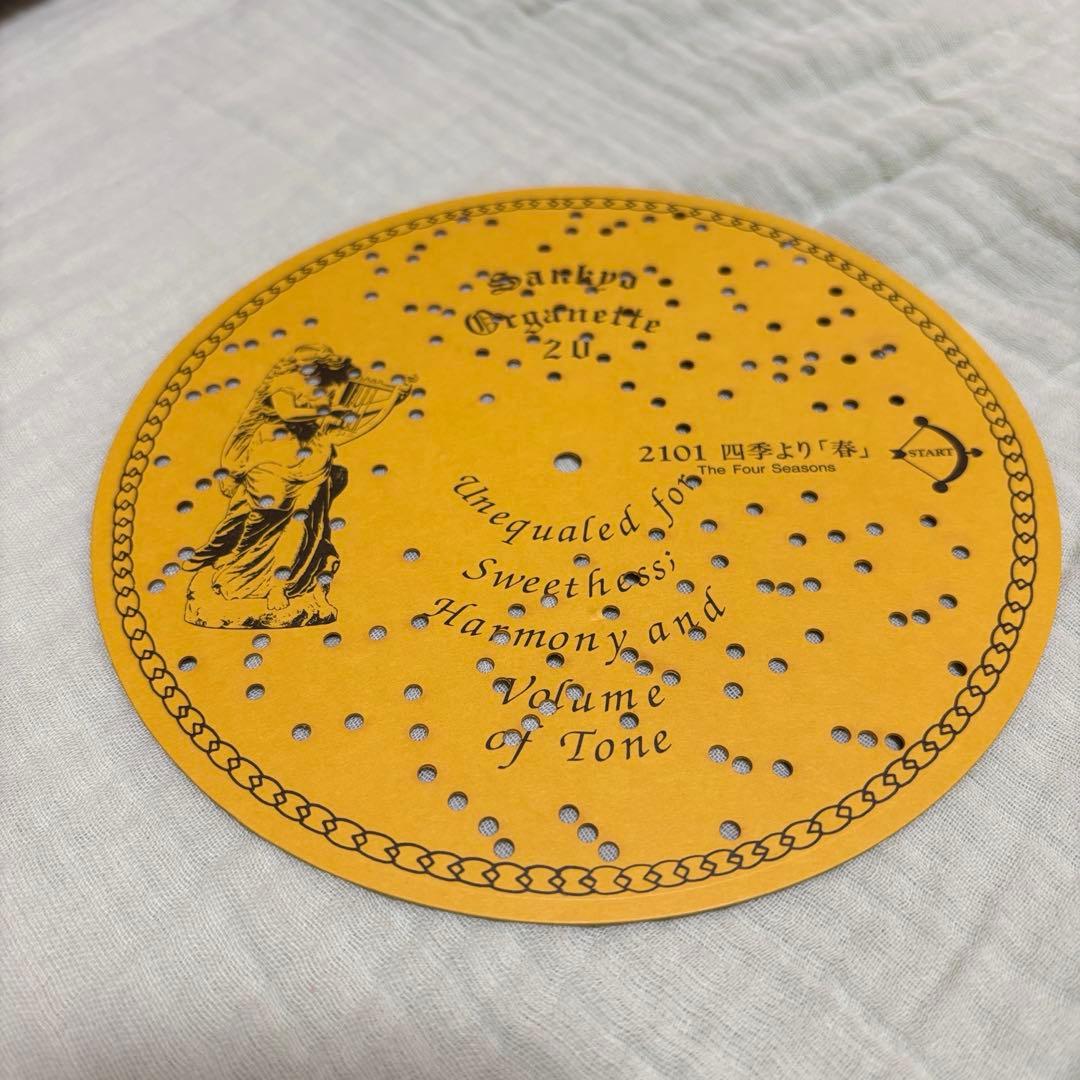 Sankyo
Organette
20
2101 四季より「春」
The Four Seasons
START
Unequaled for
Sweetness;
Harmony and
Volume
of Tone